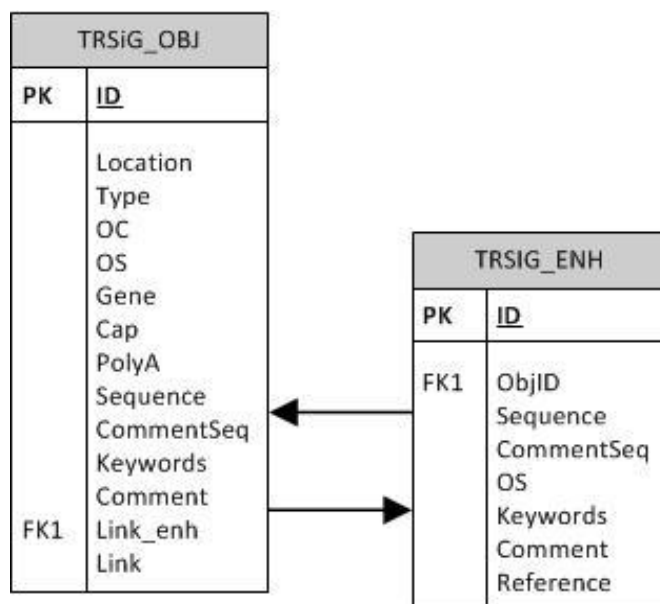 TRSiG_OBJ
PK ID
Location
Type
OC
OS
Gene
Cap
PolyA
Sequence
CommentSeq
Keywords
Comment
FK1 Link_enh
Link
TRSIG_ENH
PK ID
FK1 ObjID
Sequence
CommentSeq
OS
Keywords
Comment
Reference